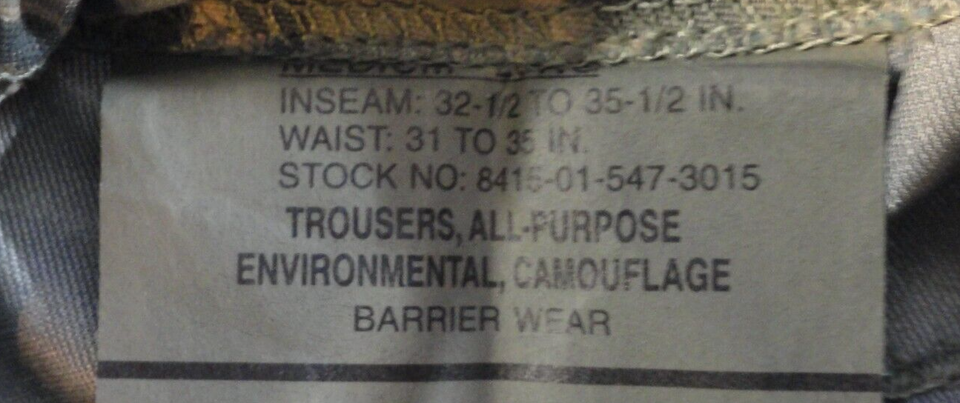 INSEAM: 32-1/2 TO 35-1/2 IN.
WAIST: 31 TO 35 IN.
STOCK NO: 8415-01-547-3015
TROUSERS, ALL-PURPOSE
ENVIRONMENTAL, CAMOUFLAGE
BARRIER WEAR